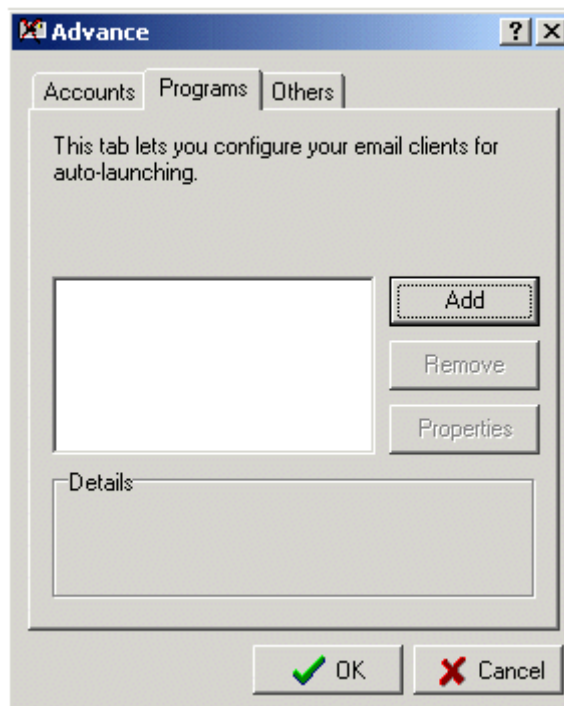 Advance
Accounts Programs Others
This tab lets you configure your email clients for
auto-launching.
Add
Remove
Properties
Details
OK Cancel